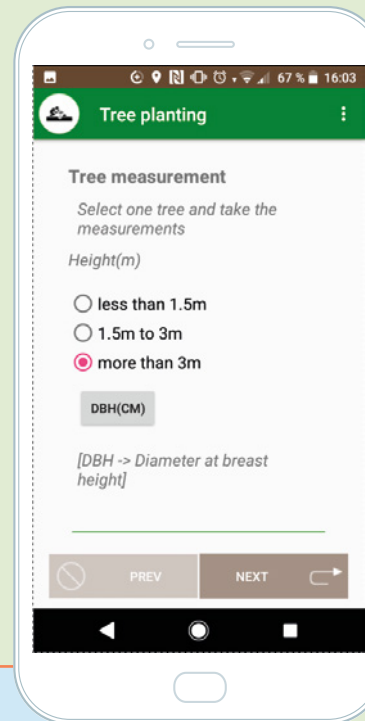 67 % 16:03
Tree planting
Tree measurement
Select one tree and take the
measurements
Height(m)
less than 1.5m
1.5m to 3m
more than 3m
DBH(CM)
[DBH -> Diameter at breast
height]
PREV NEXT